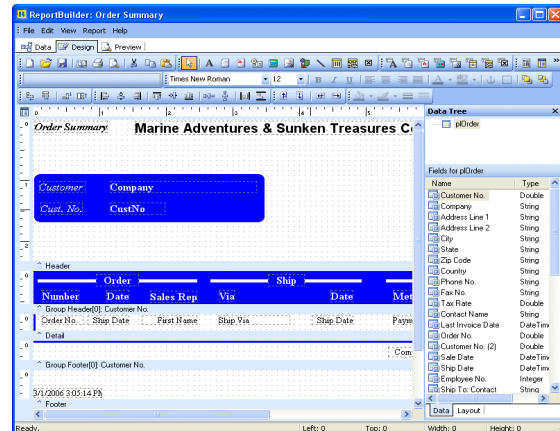 ReportBuilder: Order Summary
File Edit View Report Help
Data Design Preview
Times New Roman 12
Order Summary Marine Adventures & Sunken Treasures Co
Customer Company
Cust. No. CustNo
Header
Order Ship
Number Date Sales Rep Via Date Met
Group Header[0]: Customer No.
Order No. Ship Date First Name Ship Via Ship Date Paym
Detail
Com
Group Footer[0]: Customer No.
3/1/2006 3:05:14 PM
Footer
Data Tree
plOrder
Fields for plOrder
Name Type
Customer No. Double
Company String
Address Line 1 String
Address Line 2 String
City String
State String
Zip Code String
Country String
Phone No. String
Fax No. String
Tax Rate Double
Contact Name String
Last Invoice Date DateTim
Order No. Double
Customer No. (2) Double
Sale Date DateTim
Ship Date DateTim
Employee No. Integer
Ship To: Contact String
Data Layout
Ready. Left: 0 Top: 0 Width: 0 Height: 0